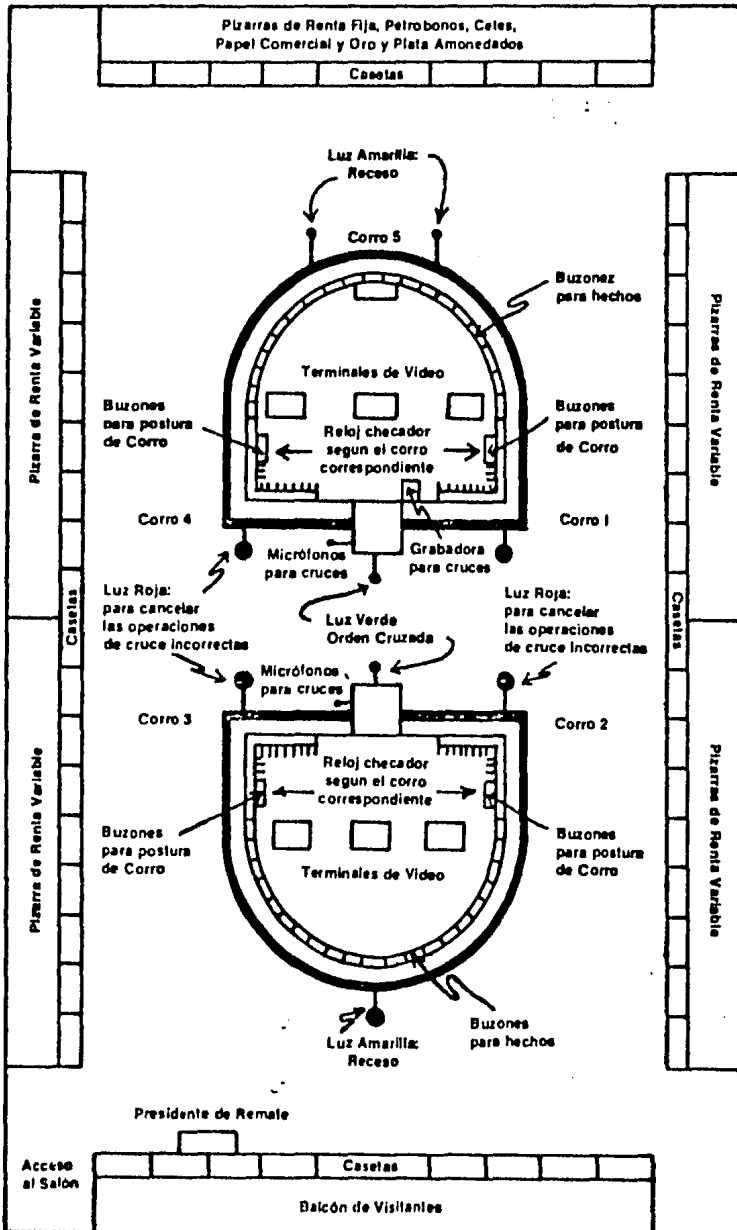 Pizarras de Renta Fija, Petrobonos, Cetes,
Papel Comercial y Oro y Plata Amonedados
Casetas
Luz Amarilla:
Receso
Corro 5
Buzonez
para hechos
Pizarra de Renta Variable
Pizarras de Renta Variable
Terminales de Video
Buzones
para postura
de Corro
Reloj checador
segun el corro
correspondiente
Buzones
para postura
de Corro
Corro 4
Corro 1
Micrófonos
para cruces
Grabadora
para cruces
Casetas
Casetas
Luz Roja:
para cancelar
las operaciones
de cruce Incorrectas
Luz Verde
Orden Cruzada
Luz Roja:
para cancelar
las operaciones
de cruce Incorrectas
Micrófonos
para cruces
Corro 3
Corro 2
Pizarra de Renta Variable
Pizarras de Renta Variable
Reloj checador
segun el corro
correspondiente
Buzones
para postura
de Corro
Buzones
para postura
de Corro
Terminales de Video
Luz Amarilla:
Receso
Buzones
para hechos
Presidente de Remate
Acceso
al Salón
Casetas
Balcón de Visitantes